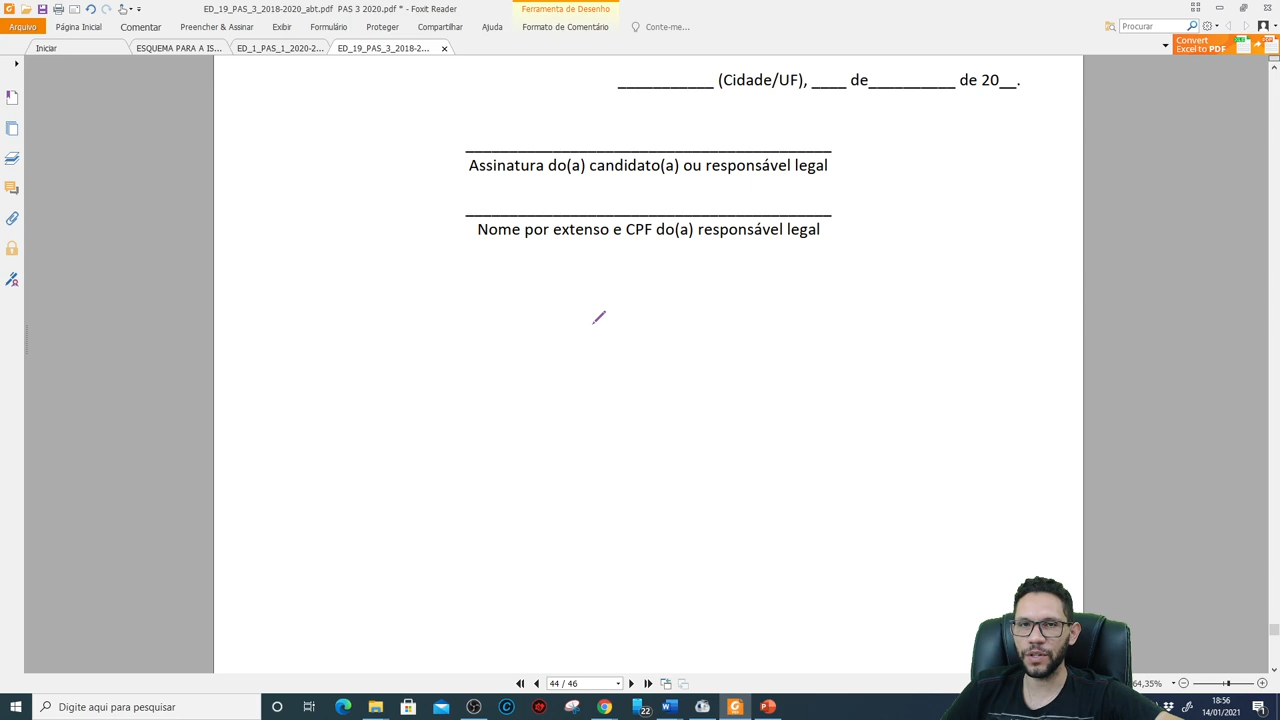 ED_19_PAS_3_2018-2020_abt.pdf  PAS 3 2020.pdf * - Foxit Reader
Ferramenta de Desenho
Arquivo Página Inicial Comentar Preencher & Assinar Exibir Formulário Proteger Compartilhar Ajuda Formato de Comentário Conte-me... Procurar
Iniciar ESQUEMA PARA A IS... ED_1_PAS_1_2020-2... ED_19_PAS_3_2018-2... Convert
Excel to PDF
___________ (Cidade/UF), ____ de__________ de 20__.
__________________________________________
Assinatura do(a) candidato(a) ou responsável legal
__________________________________________
Nome por extenso e CPF do(a) responsável legal
44 / 46
64,35%
Digite aqui para pesquisar
22
18:56
14/01/2021